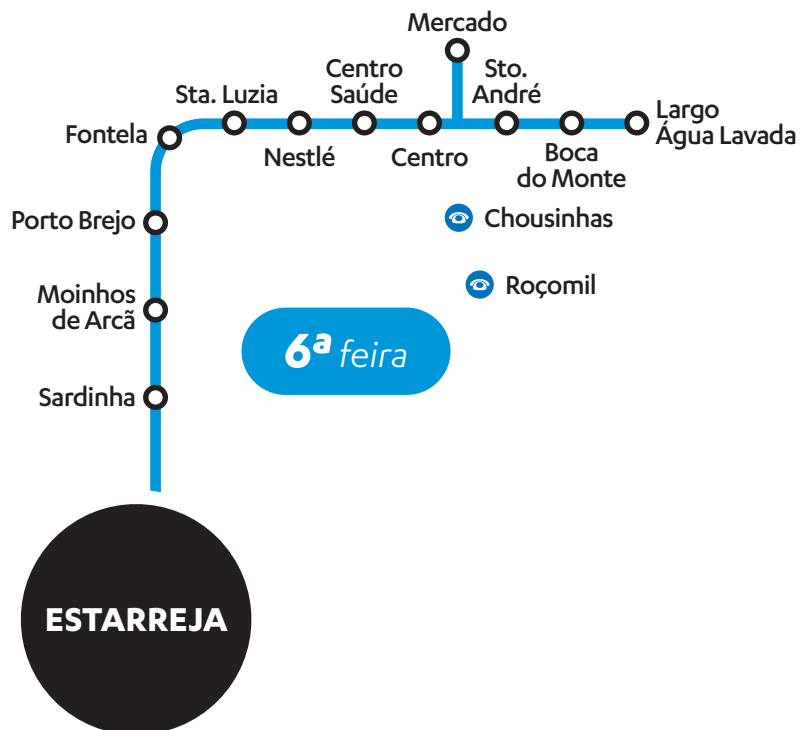 Mercado
Centro
Saúde
Sto.
André
Sta. Luzia
Largo
Água Lavada
Fontela
Nestlé
Centro
Boca
do Monte
Porto Brejo
Chousinhas
Roçomil
Moinhos
de Arcã
6ª feira
Sardinha
ESTARREJA